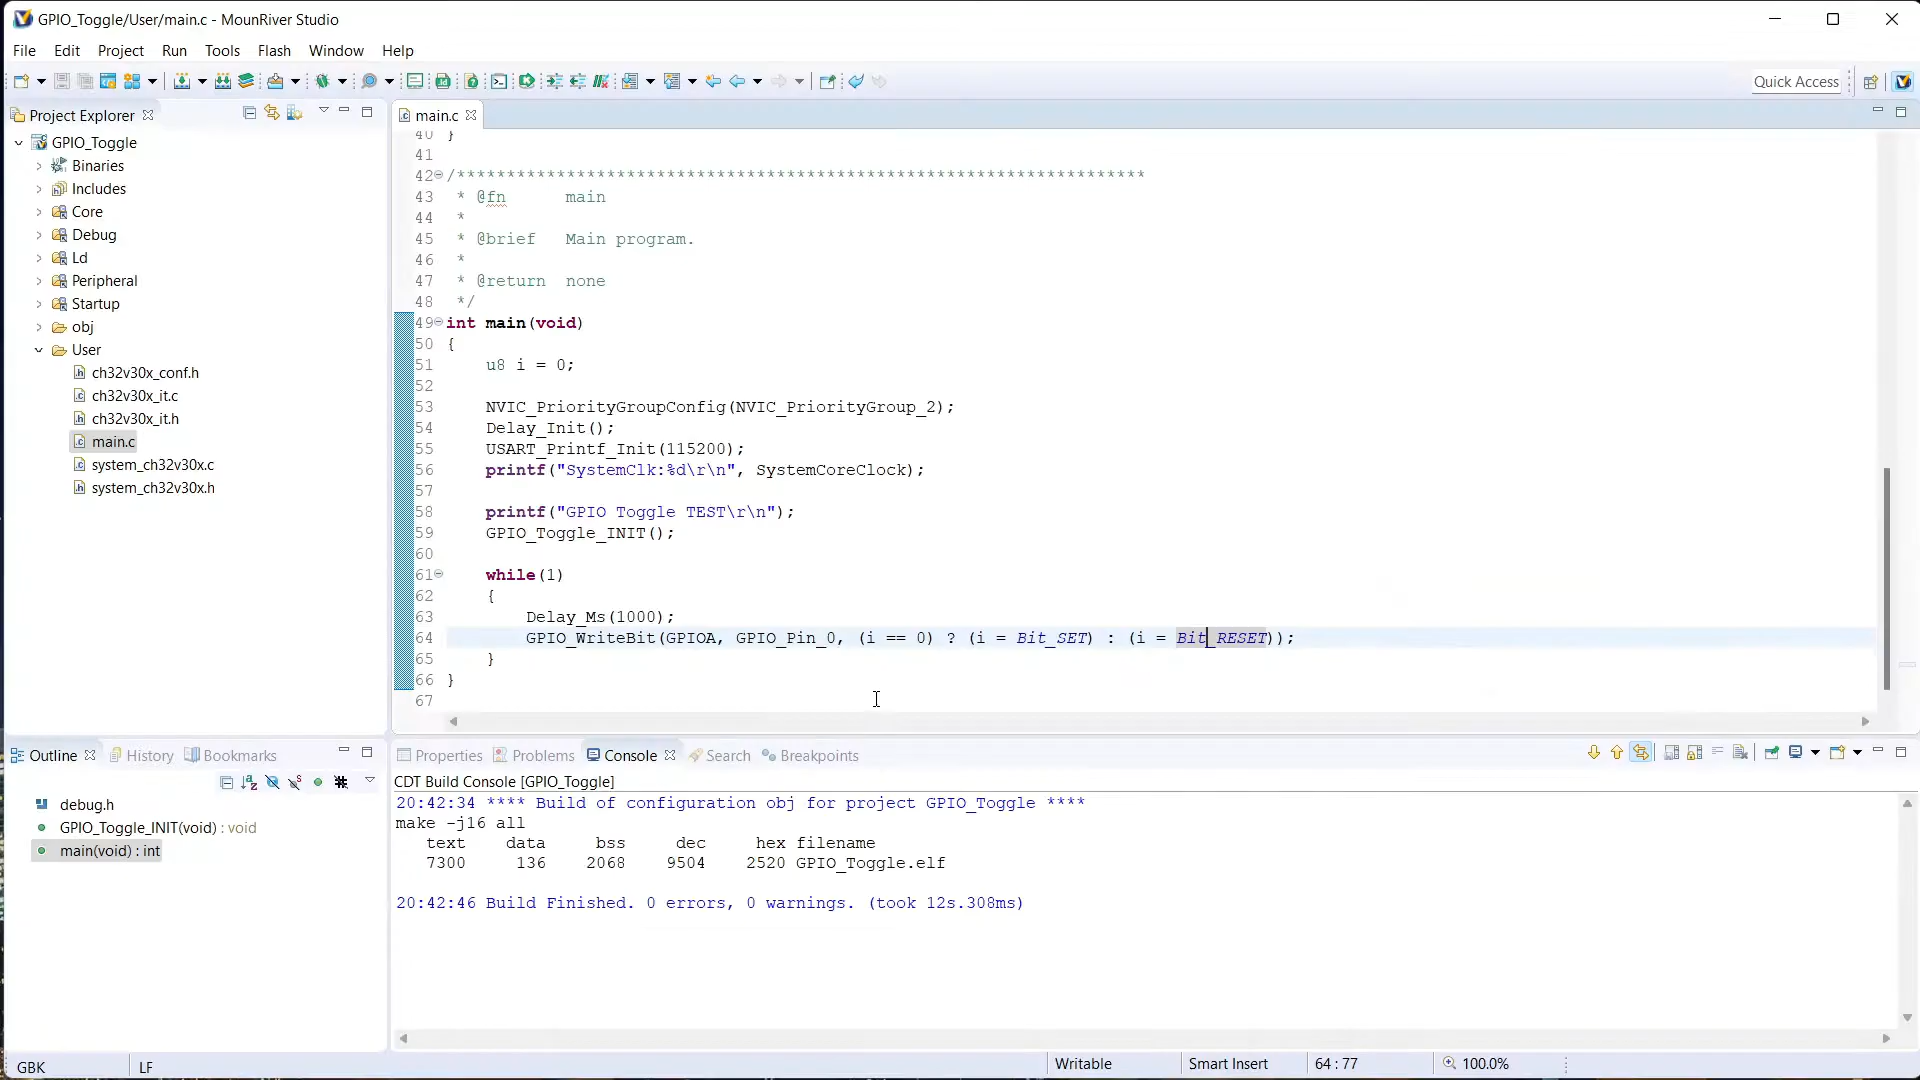 GPIO_Toggle/User/main.c - MounRiver Studio
File Edit Project Run Tools Flash Window Help
Quick Access
Project Explorer
GPIO_Toggle
Binaries
Includes
Core
Debug
Ld
Peripheral
Startup
obj
User
ch32v30x_conf.h
ch32v30x_it.c
ch32v30x_it.h
main.c
system_ch32v30x.c
system_ch32v30x.h
main.c
40 }
41
42 /*********************************************************************
43 * @fn      main
44 *
45 * @brief   Main program.
46 *
47 * @return  none
48 */
49 int main(void)
50 {
51     u8 i = 0;
52
53     NVIC_PriorityGroupConfig(NVIC_PriorityGroup_2);
54     Delay_Init();
55     USART_Printf_Init(115200);
56     printf("SystemClk:%d\r\n", SystemCoreClock);
57
58     printf("GPIO Toggle TEST\r\n");
59     GPIO_Toggle_INIT();
60
61     while(1)
62     {
63         Delay_Ms(1000);
64         GPIO_WriteBit(GPIOA, GPIO_Pin_0, (i == 0) ? (i = Bit_SET) : (i = Bit_RESET));
65     }
66 }
67
Outline History Bookmarks
debug.h
GPIO_Toggle_INIT(void) : void
main(void) : int
Properties Problems Console Search Breakpoints
CDT Build Console [GPIO_Toggle]
20:42:34 **** Build of configuration obj for project GPIO_Toggle ****
make -j16 all
text data bss dec hex filename
7300 136 2068 9504 2520 GPIO_Toggle.elf
20:42:46 Build Finished. 0 errors, 0 warnings. (took 12s.308ms)
GBK LF Writable Smart Insert 64 : 77 100.0%